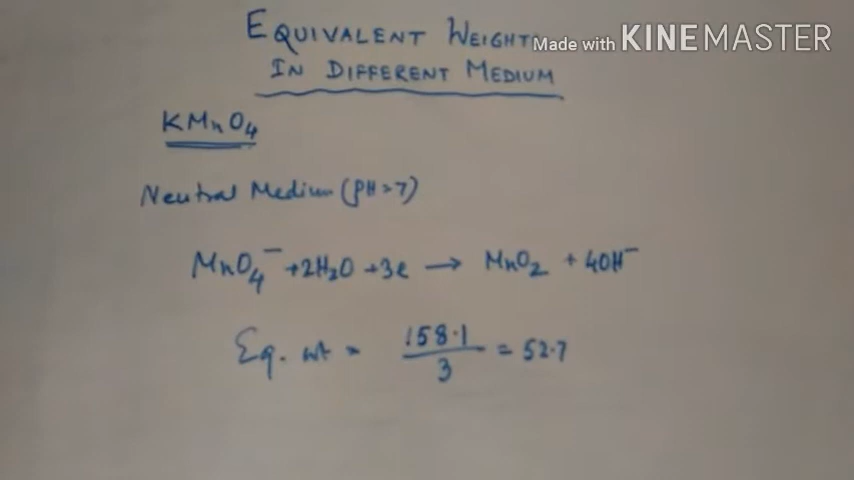 EQUIVALENT WEIGHT
Made with KINEMASTER
IN DIFFERENT MEDIUM
KMnO4
Neutral Medium (PH=7)
MnO4⁻ + 2H2O + 3e → MnO2 + 4OH⁻
Eq. wt = 158.1/3 = 52.7